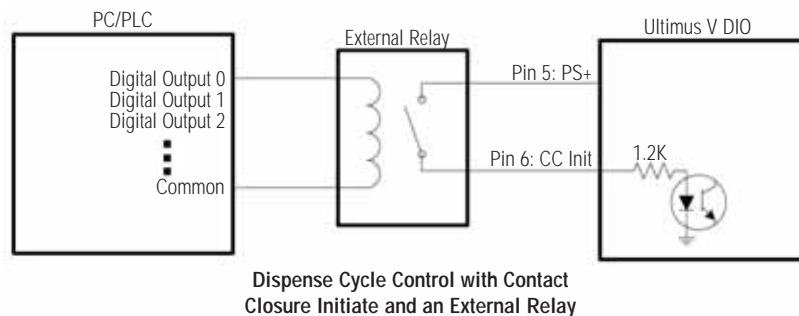 PC/PLC
Digital Output 0
Digital Output 1
Digital Output 2
Common
External Relay
Ultimus V DIO
Pin 5: PS+
Pin 6: CC Init
1.2K
Dispense Cycle Control with Contact
Closure Initiate and an External Relay